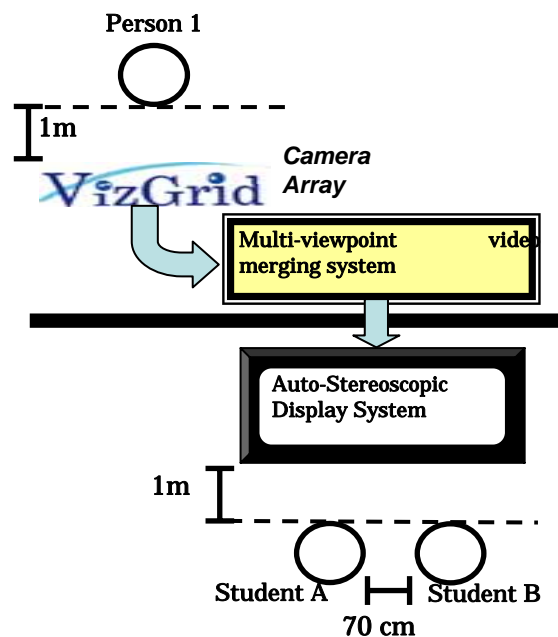 Person 1
1m
VizGrid
Camera
Array
Multi-viewpoint video
merging system
Auto-Stereoscopic
Display System
1m
Student A
Student B
70 cm